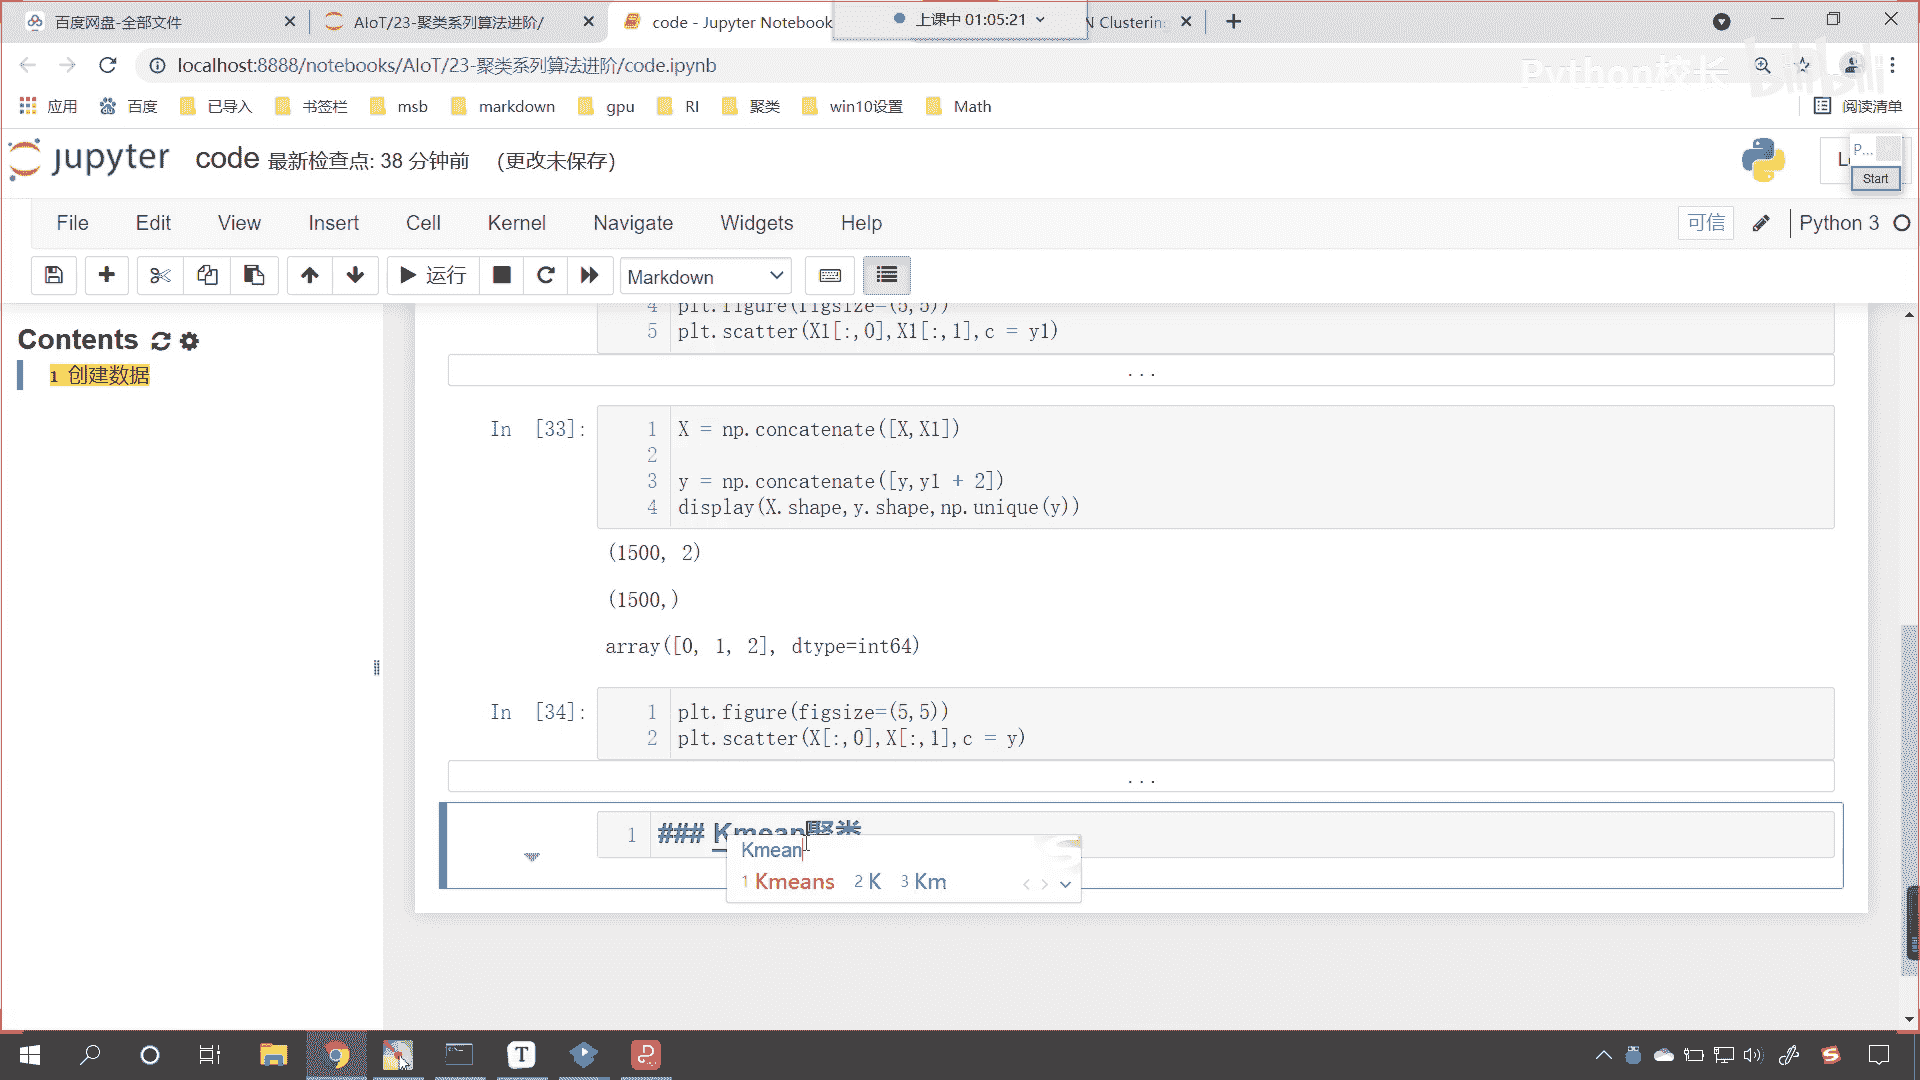 百度网盘-全部文件
AIoT/23-聚类系列算法进阶/
code - Jupyter Notebook
上课中 01:05:21
N Clustering
localhost:8888/notebooks/AIoT/23-聚类系列算法进阶/code.ipynb
Python校长
bilibili
应用
百度
已导入
书签栏
msb
markdown
gpu
RI
聚类
win10设置
Math
阅读清单
jupyter
code 最新检查点: 38 分钟前 (更改未保存)
P...
Start
File
Edit
View
Insert
Cell
Kernel
Navigate
Widgets
Help
可信
Python 3
运行
Markdown
Contents
1 创建数据
4 plt.figure(figsize=(5,5))
5 plt.scatter(X1[:,0],X1[:,1],c = y1)
...
In [33]:
1 X = np.concatenate([X,X1])
2
3 y = np.concatenate([y,y1 + 2])
4 display(X.shape,y.shape,np.unique(y))
(1500, 2)
(1500,)
array([0, 1, 2], dtype=int64)
In [34]:
1 plt.figure(figsize=(5,5))
2 plt.scatter(X[:,0],X[:,1],c = y)
...
1 ### Kmean聚类
Kmean
1 Kmeans 2 K 3 Km